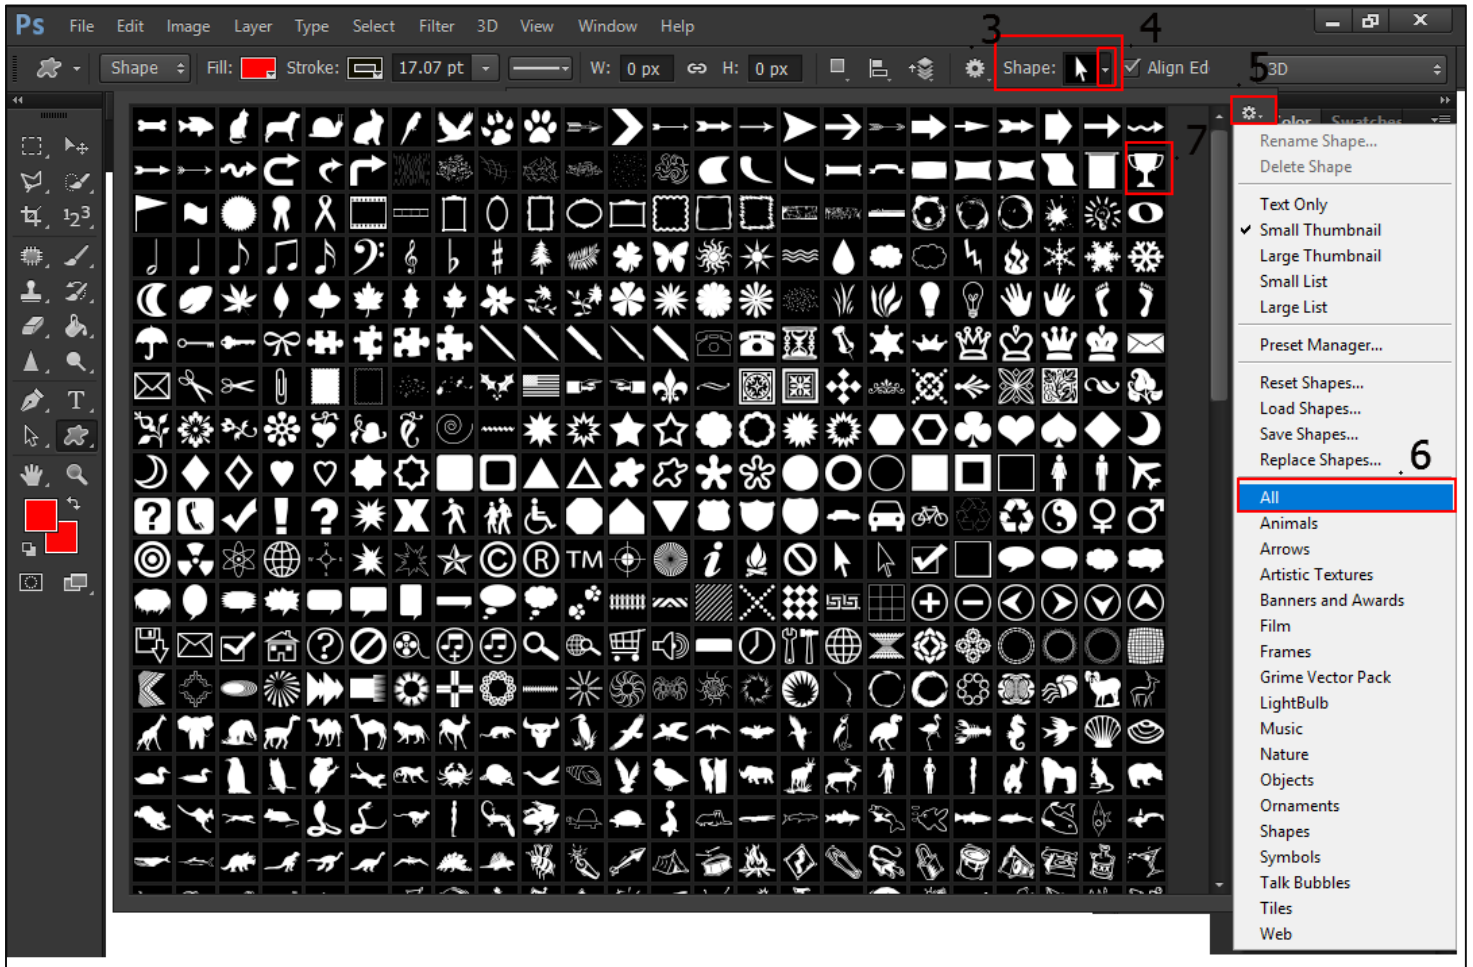 Ps File Edit Image Layer Type Select Filter 3D View Window Help
3 4
Shape Fill: Stroke: 17.07 pt W: 0 px H: 0 px Shape: Align Ed 3D
5
Color Swatches
7
Rename Shape...
Delete Shape
Text Only
Small Thumbnail
Large Thumbnail
Small List
Large List
Preset Manager...
Reset Shapes...
Load Shapes...
Save Shapes...
Replace Shapes...
6
All
Animals
Arrows
Artistic Textures
Banners and Awards
Film
Frames
Grime Vector Pack
LightBulb
Music
Nature
Objects
Ornaments
Shapes
Symbols
Talk Bubbles
Tiles
Web